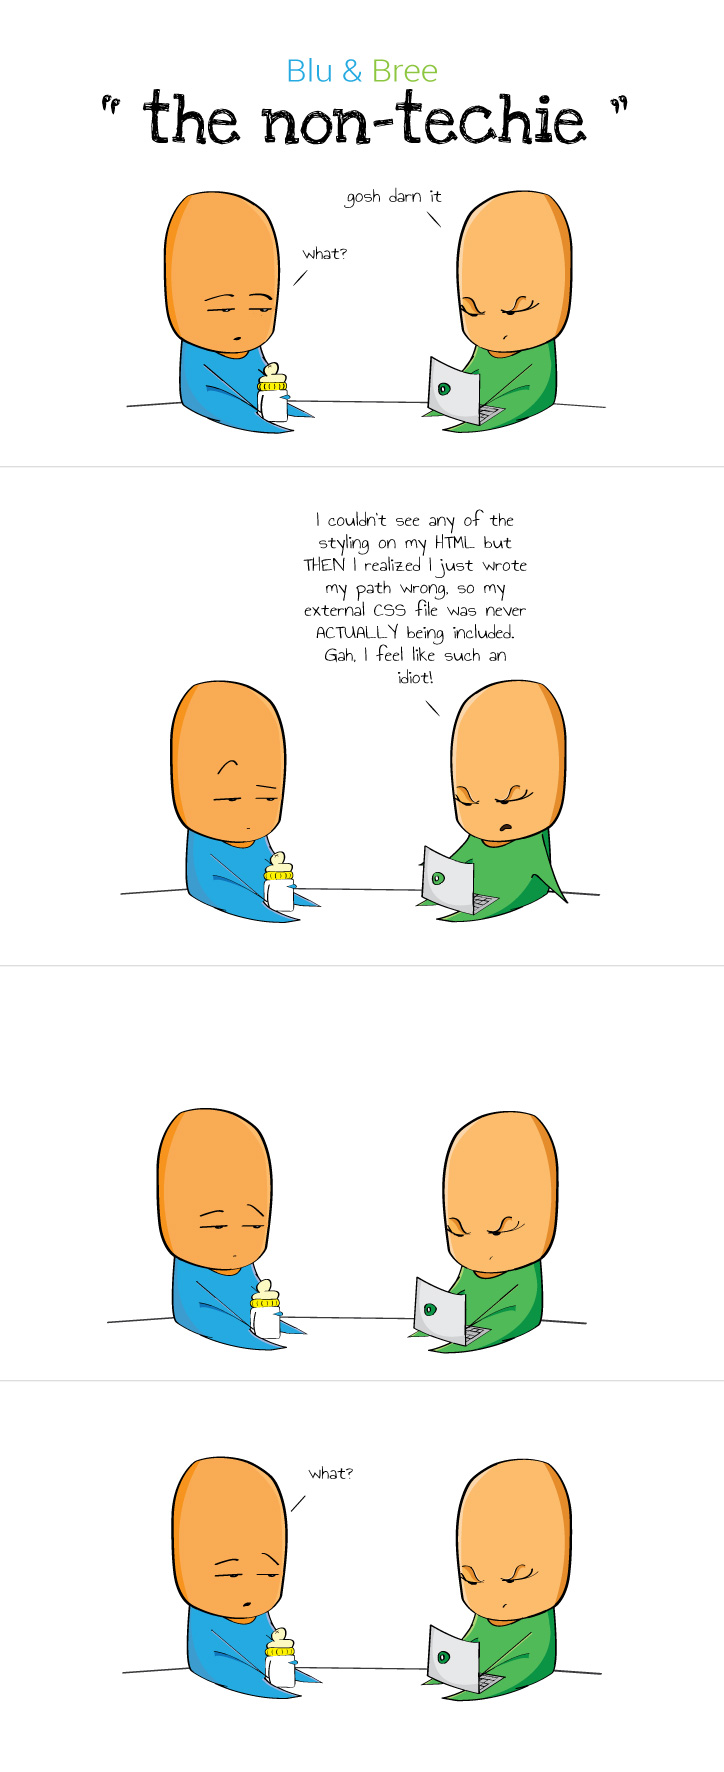 Blu & Bree
" the non-techie "
gosh darn it
what?
I couldn't see any of the
styling on my HTML but
THEN I realized I just wrote
my path wrong, so my
external CSS file was never
ACTUALLY being included.
Gah, I feel like such an
idiot!
what?